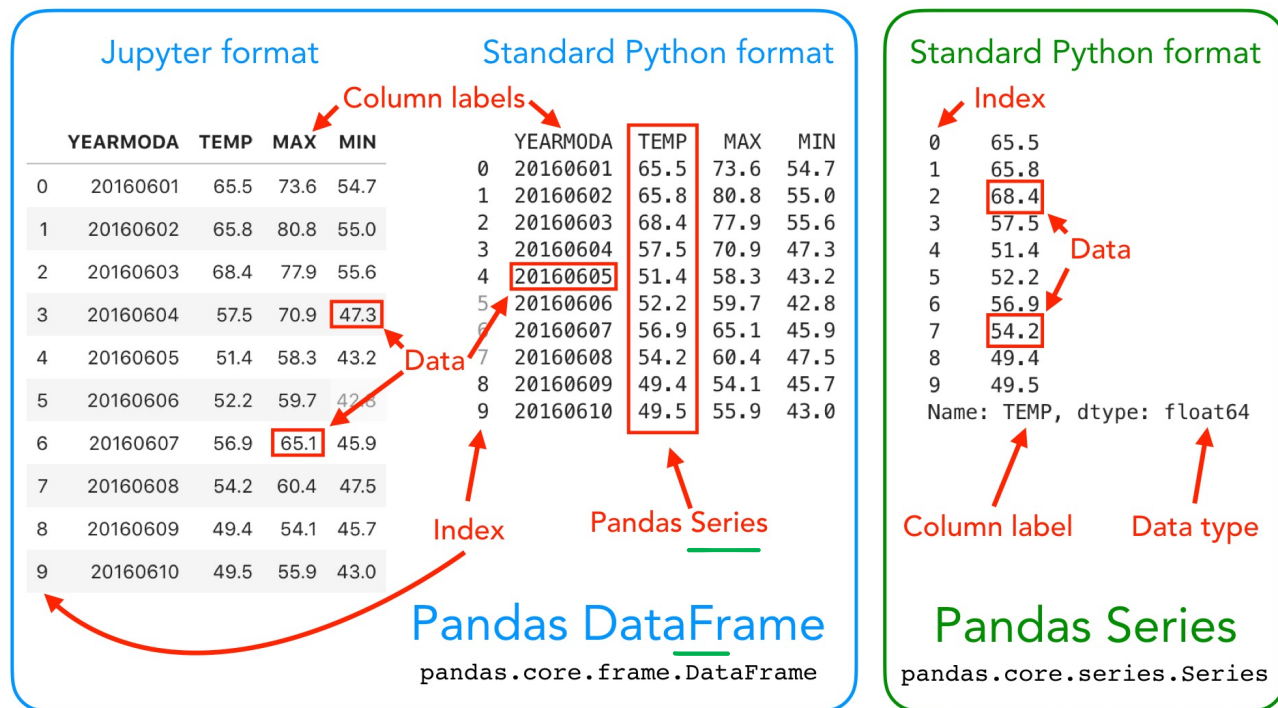 Jupyter format
Column labels
YEARMODA TEMP MAX MIN
0 20160601 65.5 73.6 54.7
1 20160602 65.8 80.8 55.0
2 20160603 68.4 77.9 55.6
3 20160604 57.5 70.9 47.3
4 20160605 51.4 58.3 43.2
5 20160606 52.2 59.7 42.8
6 20160607 56.9 65.1 45.9
7 20160608 54.2 60.4 47.5
8 20160609 49.4 54.1 45.7
9 20160610 49.5 55.9 43.0
Data
Index
Standard Python format
YEARMODA TEMP MAX MIN
0 20160601 65.5 73.6 54.7
1 20160602 65.8 80.8 55.0
2 20160603 68.4 77.9 55.6
3 20160604 57.5 70.9 47.3
4 20160605 51.4 58.3 43.2
5 20160606 52.2 59.7 42.8
6 20160607 56.9 65.1 45.9
7 20160608 54.2 60.4 47.5
8 20160609 49.4 54.1 45.7
9 20160610 49.5 55.9 43.0
Pandas Series
Pandas DataFrame
pandas.core.frame.DataFrame
Standard Python format
Index
0 65.5
1 65.8
2 68.4
3 57.5
4 51.4
5 52.2
6 56.9
7 54.2
8 49.4
9 49.5
Data
Name: TEMP, dtype: float64
Column label
Data type
Pandas Series
pandas.core.series.Series